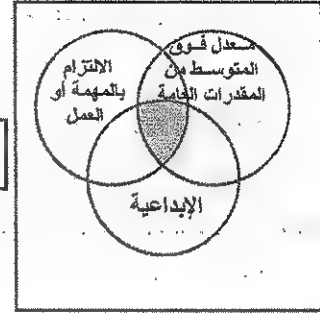 معدل فوق
المتوسط من
المقدرات العامة
الالتزام
بالمهمة أو
العمل
الإبداعية